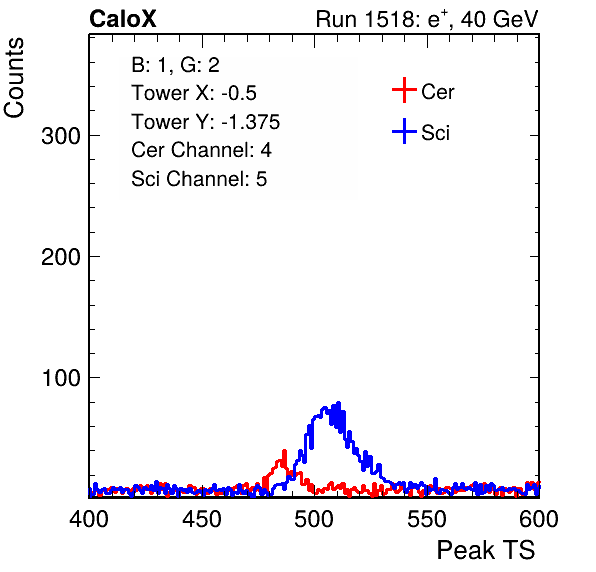 CaloX Run 1518: e⁺, 40 GeV
Counts
B: 1, G: 2
Tower X: -0.5
Tower Y: -1.375
Cer Channel: 4
Sci Channel: 5
Cer
Sci
300
200
100
400 450 500 550 600
Peak TS